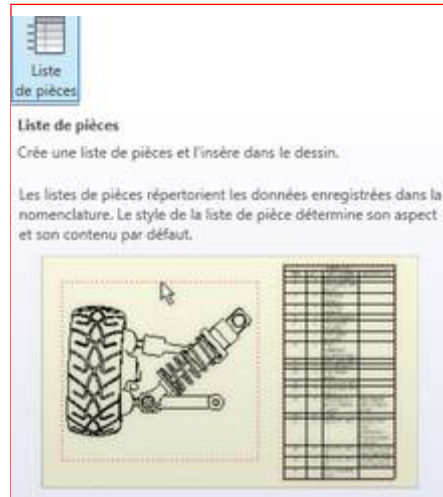 Liste
de pièces
Liste de pièces
Crée une liste de pièces et l'insère dans le dessin.
Les listes de pièces répertorient les données enregistrées dans la
nomenclature. Le style de la liste de pièce détermine son aspect
et son contenu par défaut.